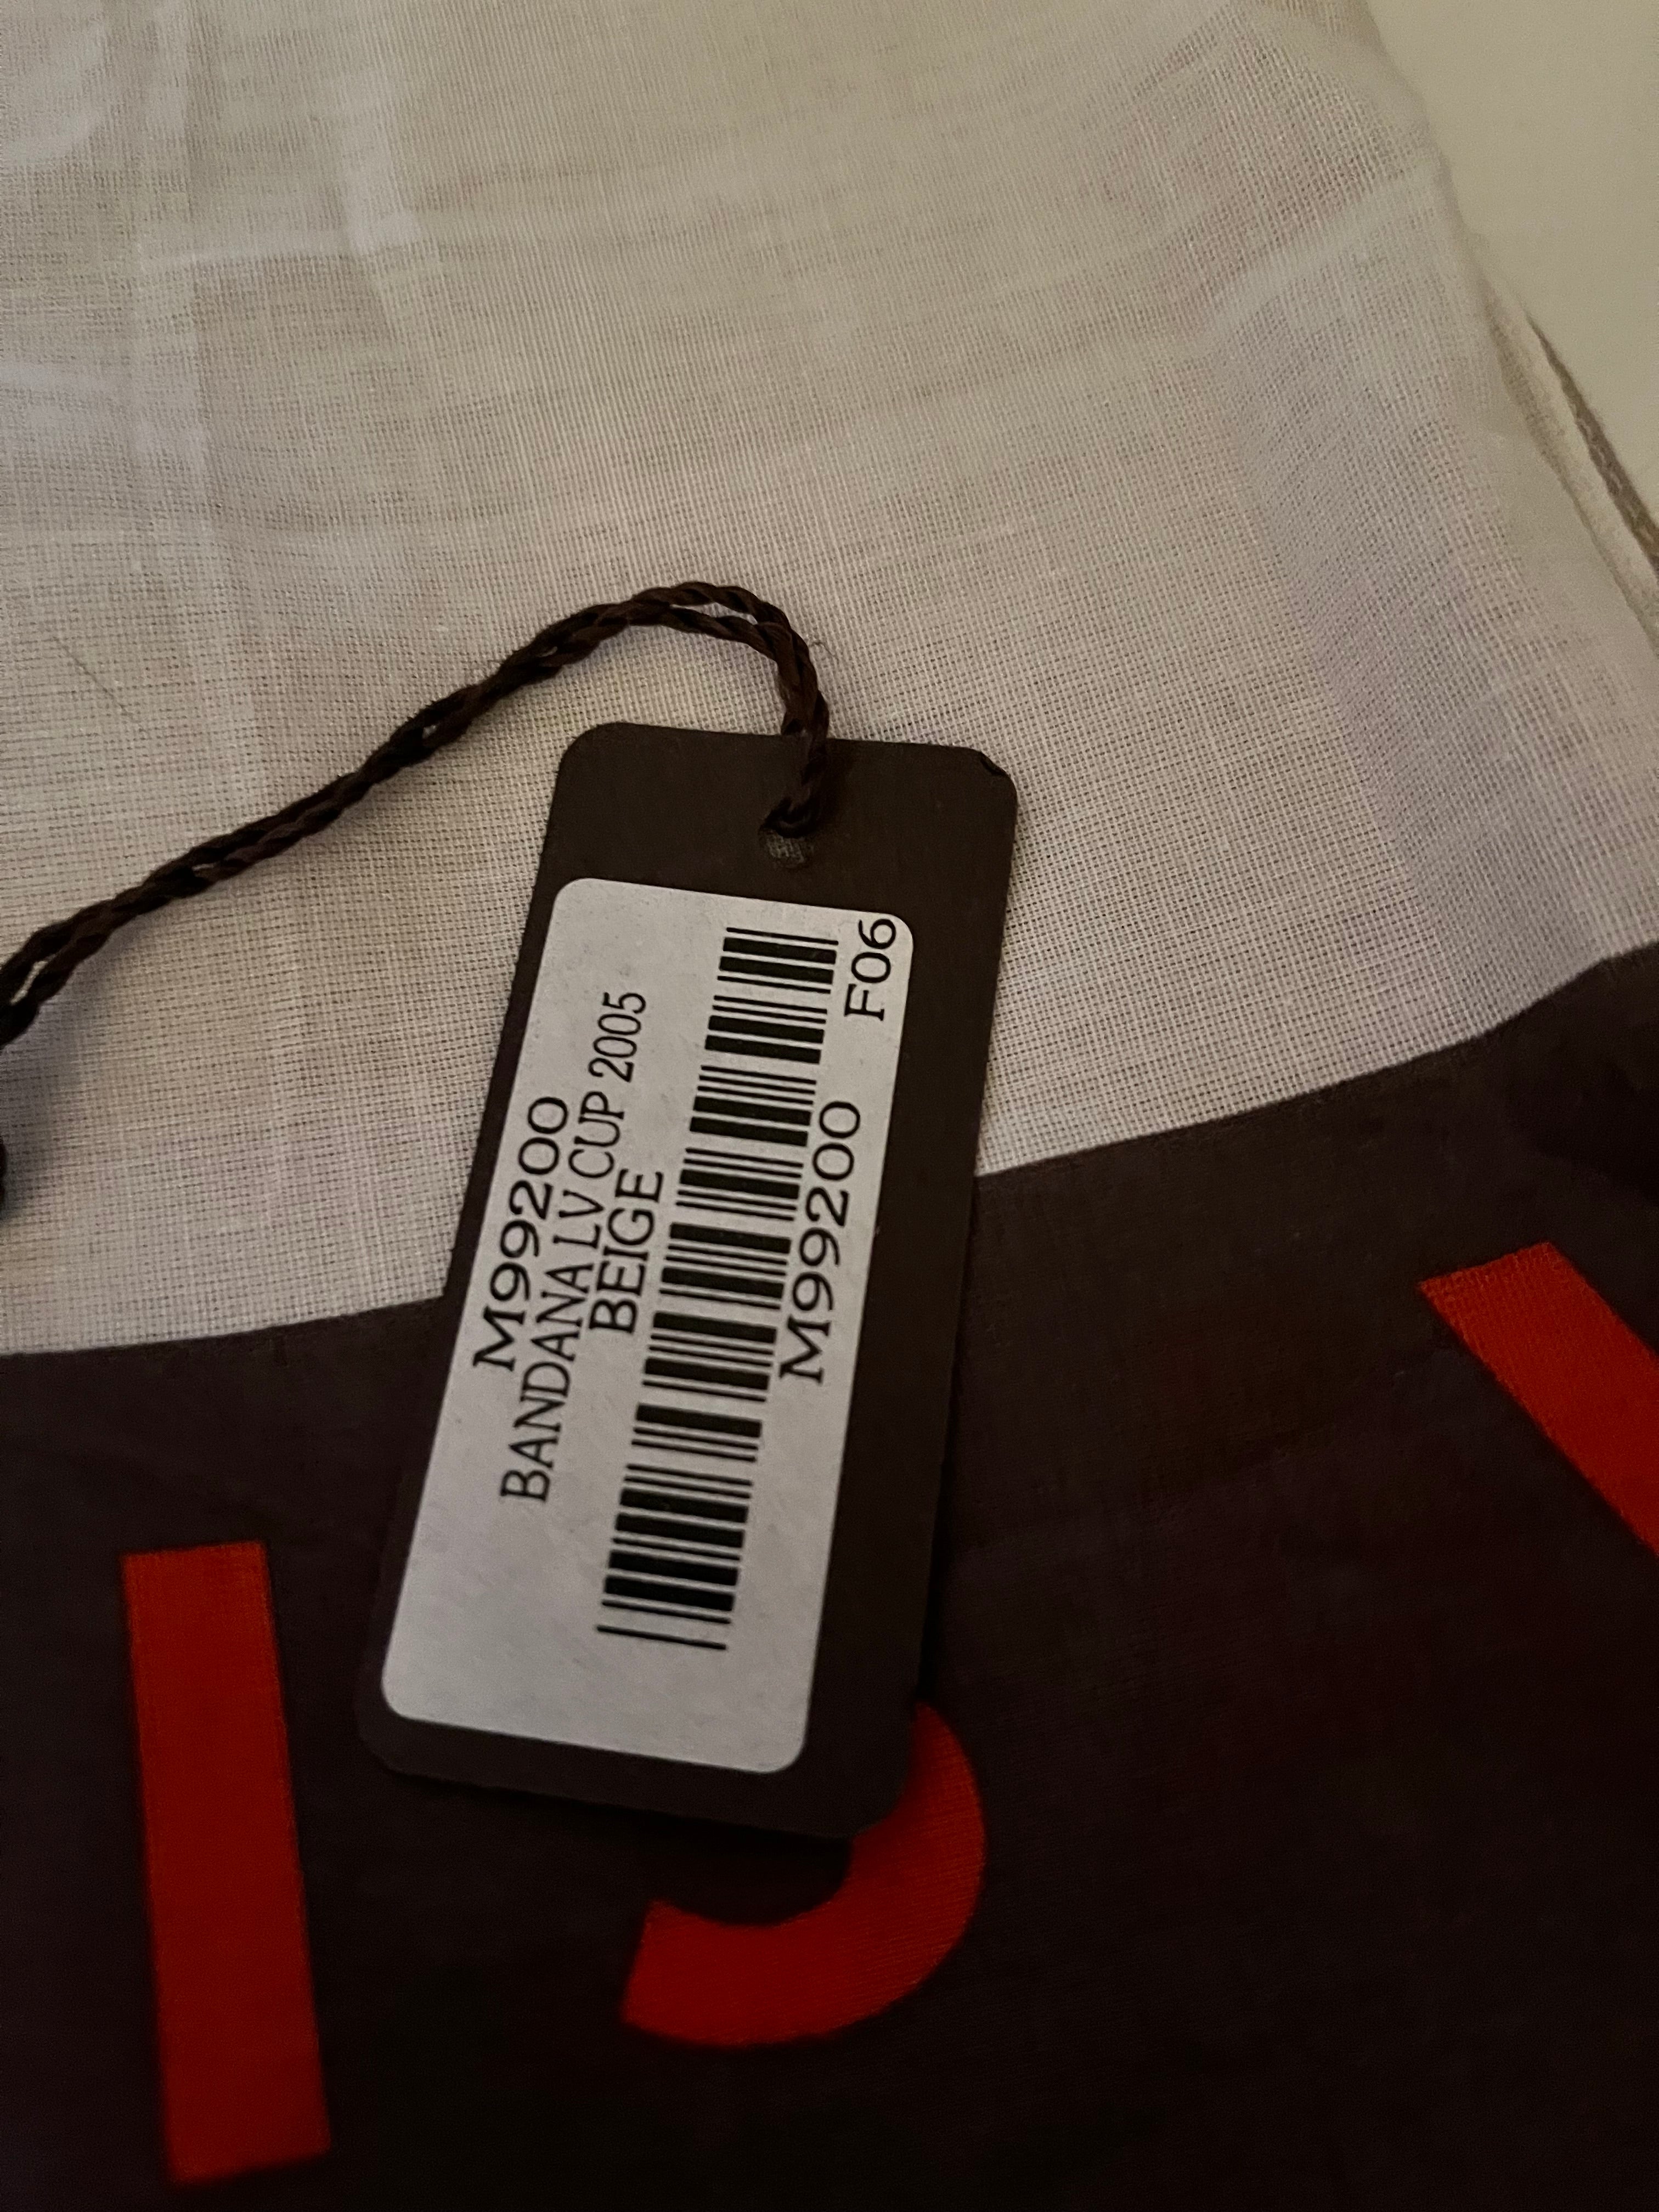 M99200
BANDANA LV CUP 2005
BEIGE
M99200 F06
I S